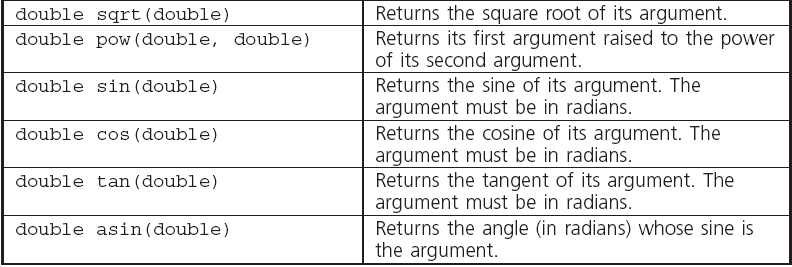 double sqrt(double)
Returns the square root of its argument.
double pow(double, double)
Returns its first argument raised to the power
of its second argument.
double sin(double)
Returns the sine of its argument. The
argument must be in radians.
double cos(double)
Returns the cosine of its argument. The
argument must be in radians.
double tan(double)
Returns the tangent of its argument. The
argument must be in radians.
double asin(double)
Returns the angle (in radians) whose sine is
the argument.